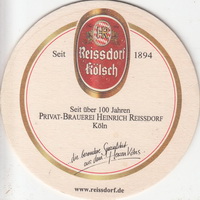 Reissdorf
Kölsch
Seit 1894
Seit über 100 Jahren
PRIVAT-BRAUEREI HEINRICH REISSDORF
Köln
www.reissdorf.de